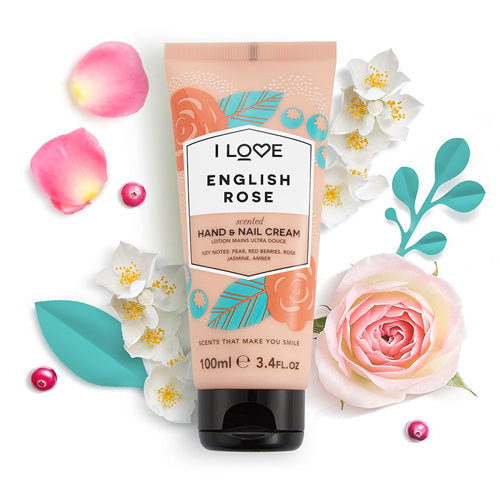 I LOVE
ENGLISH
ROSE
scented
HAND & NAIL CREAM
LOTION MAINS ULTRA DOUCE
KEY NOTES: PEAR, RED BERRIES, ROSE
JASMINE, AMBER
SCENTS THAT MAKE YOU SMILE
100ml ℮ 3.4FL.OZ